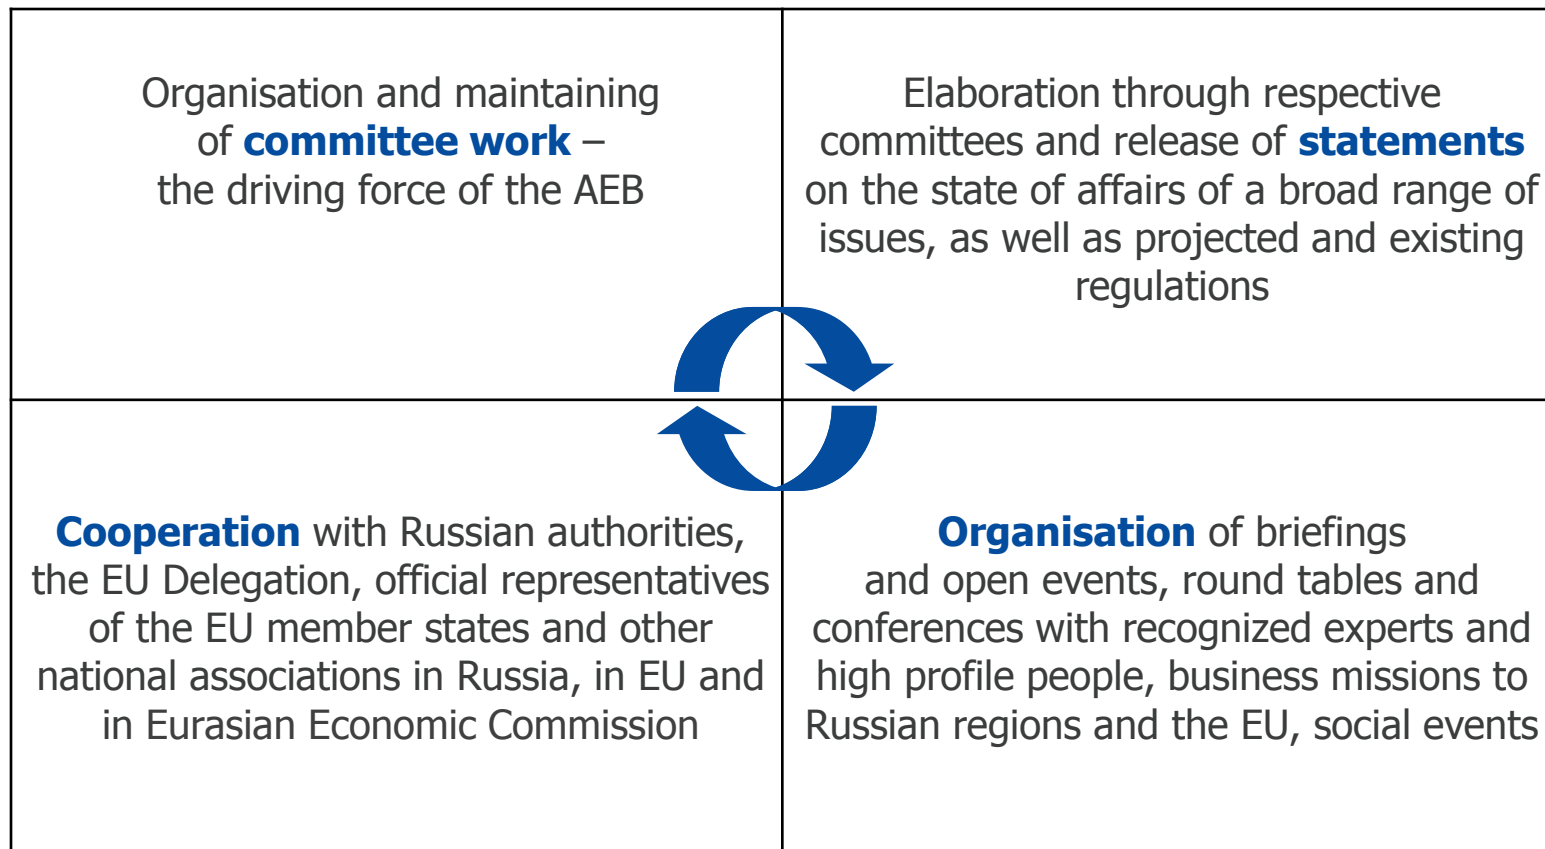 Organisation and maintaining
of committee work –
the driving force of the AEB
Elaboration through respective
committees and release of statements
on the state of affairs of a broad range of
issues, as well as projected and existing
regulations
Cooperation with Russian authorities,
the EU Delegation, official representatives
of the EU member states and other
national associations in Russia, in EU and
in Eurasian Economic Commission
Organisation of briefings
and open events, round tables and
conferences with recognized experts and
high profile people, business missions to
Russian regions and the EU, social events